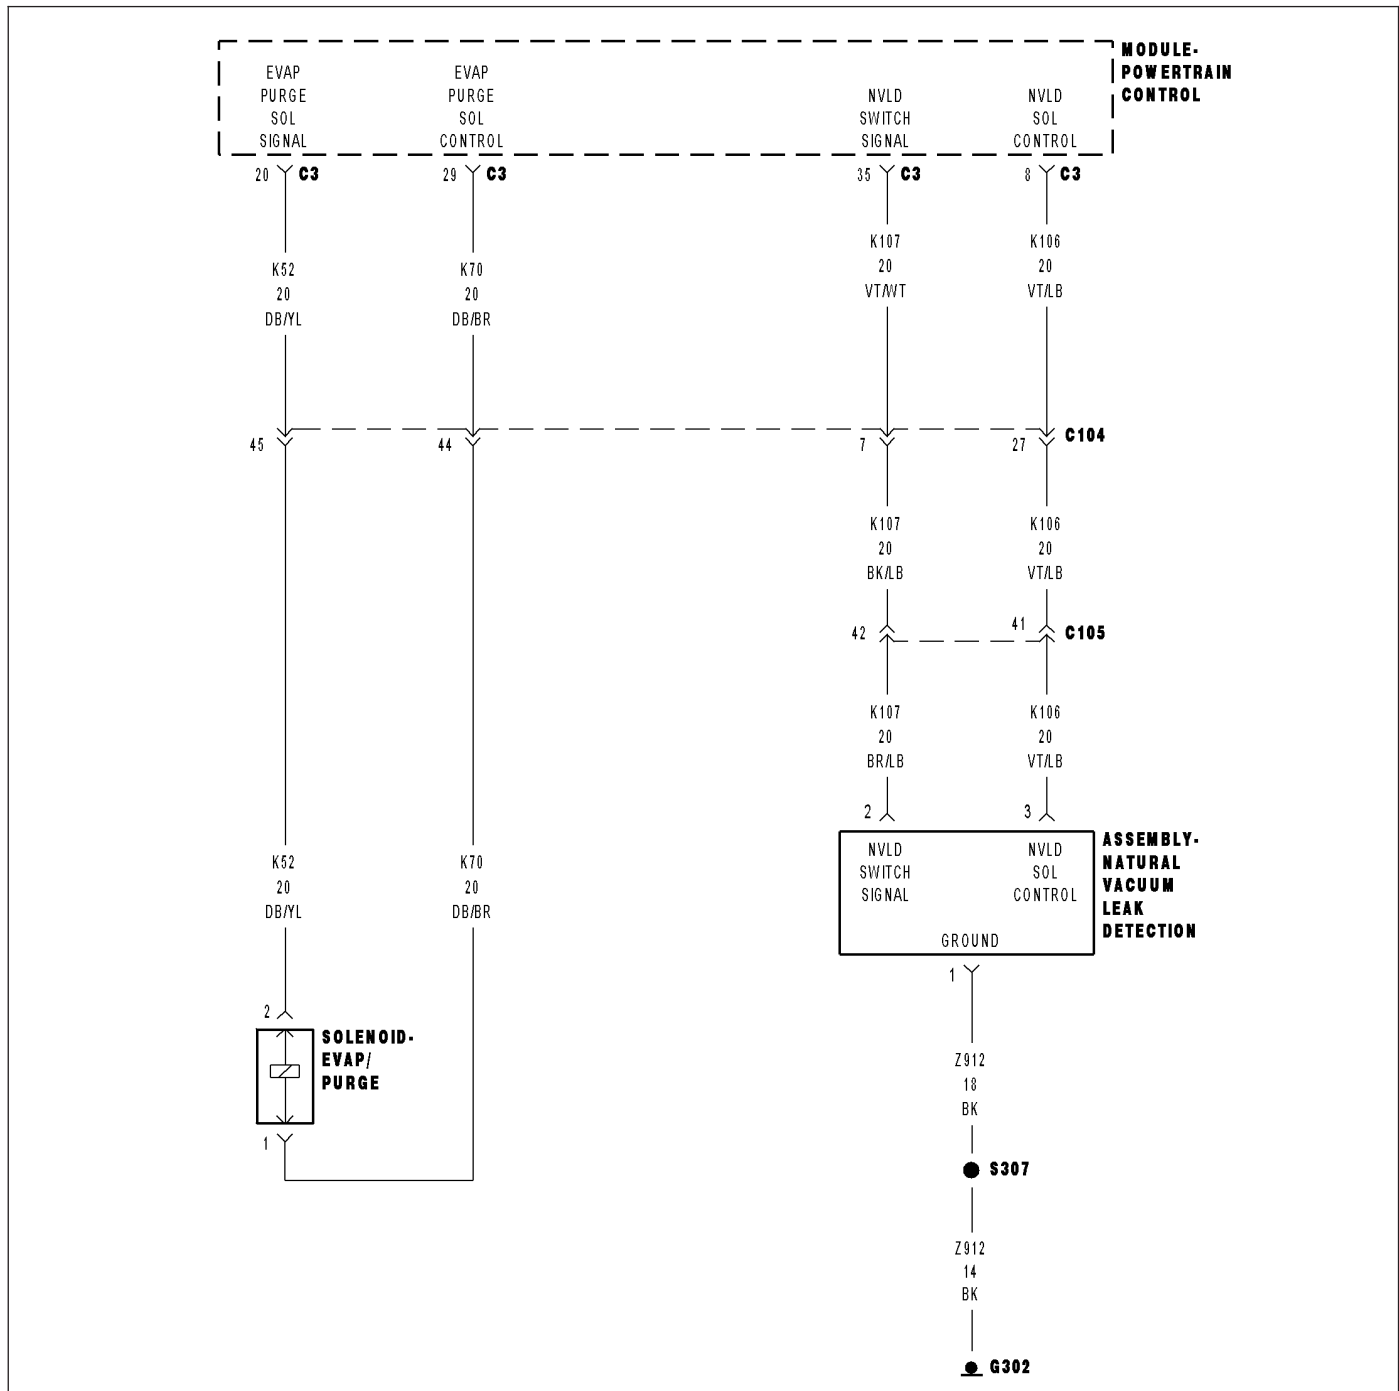 MODULE-
POWERTRAIN
CONTROL
EVAP
PURGE
SOL
SIGNAL
EVAP
PURGE
SOL
CONTROL
NVLD
SWITCH
SIGNAL
NVLD
SOL
CONTROL
20 C3
29 C3
35 C3
8 C3
K52
20
DB/YL
K70
20
DB/BR
K107
20
VT/WT
K106
20
VT/LB
45
44
7
27
C104
K107
20
BK/LB
K106
20
VT/LB
42
41
C105
K107
20
BR/LB
K106
20
VT/LB
2
3
NVLD
SWITCH
SIGNAL
NVLD
SOL
CONTROL
GROUND
ASSEMBLY-
NATURAL
VACUUM
LEAK
DETECTION
K52
20
DB/YL
K70
20
DB/BR
1
2
SOLENOID-
EVAP/
PURGE
1
Z912
18
BK
S307
Z912
14
BK
G302